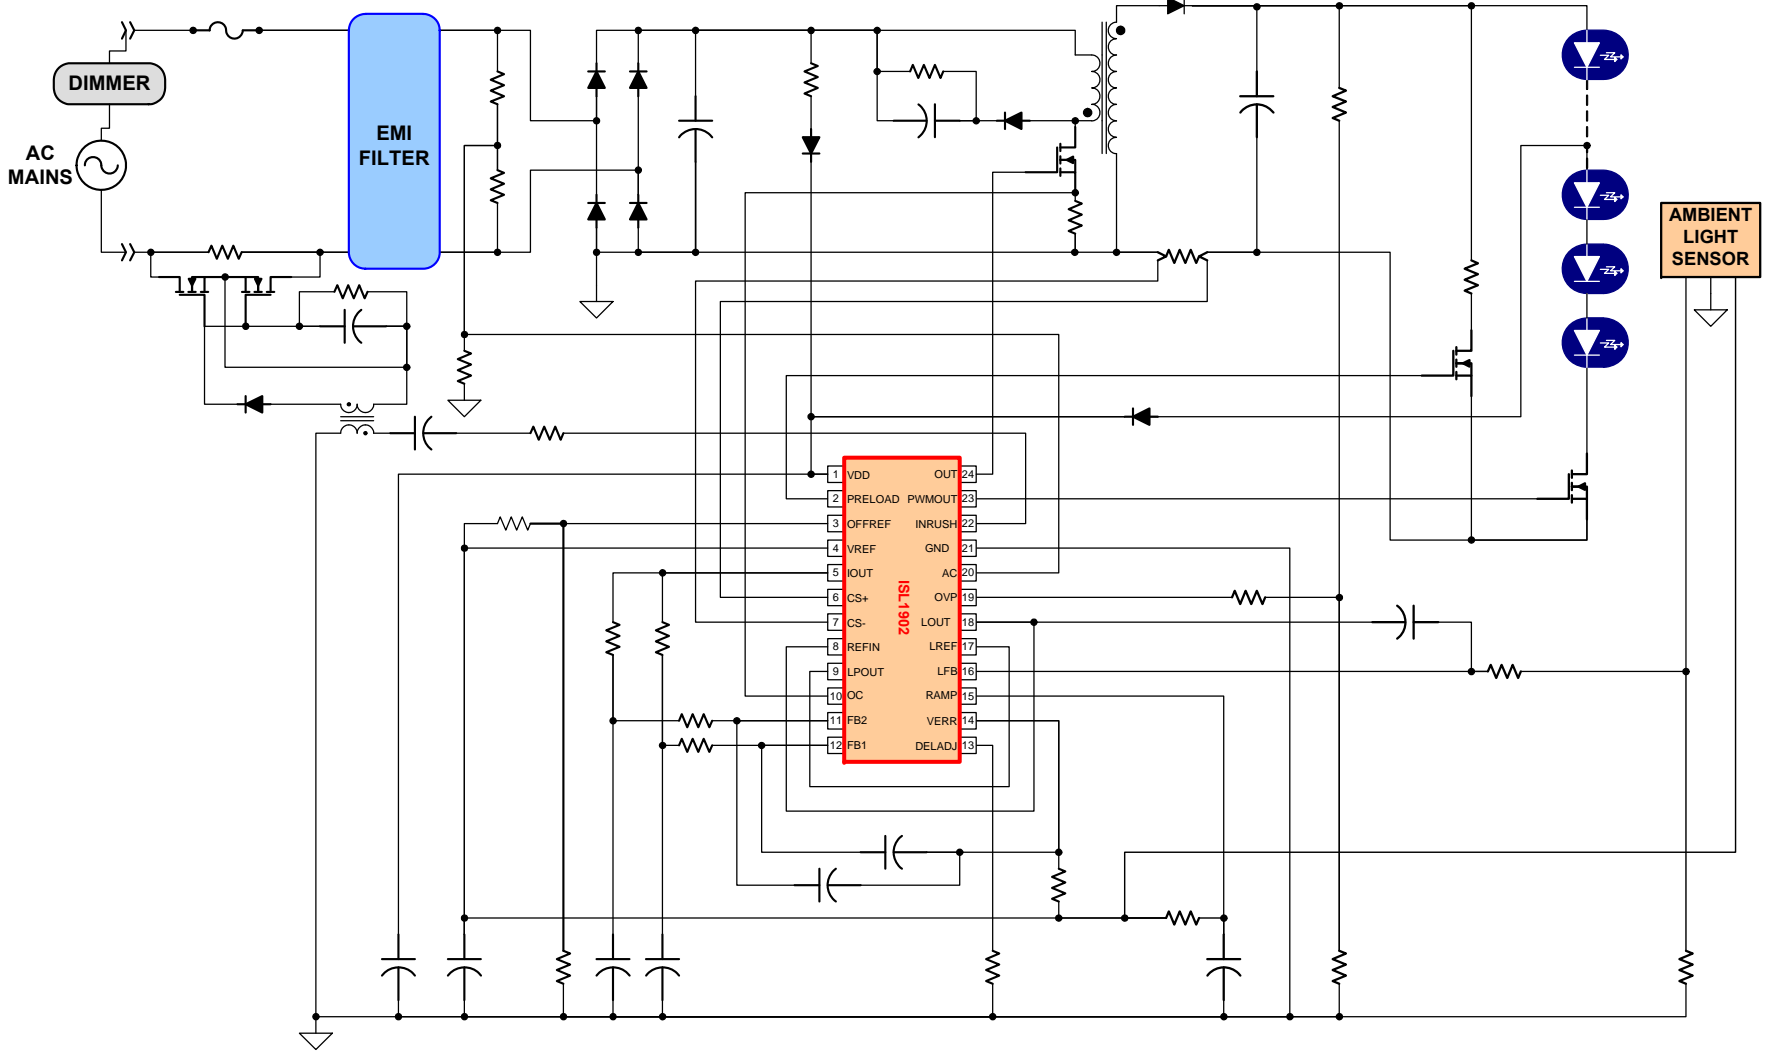 DIMMER
AC
MAINS
EMI
FILTER
AMBIENT
LIGHT
SENSOR
1 VDD
2 PRELOAD
3 OFFREF
4 VREF
5 IOUT
6 CS+
7 CS-
8 REFIN
9 LPOUT
10 OC
11 FB2
12 FB1
ISL1902
OUT 24
PWMOUT 23
INRUSH 22
GND 21
AC 20
OVP 19
LOUT 18
LREF 17
LFB 16
RAMP 15
VERR 14
DELADJ 13